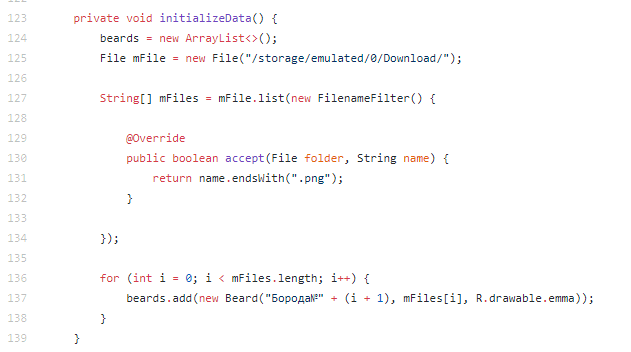 123 private void initializeData() {
124 beards = new ArrayList<>();
125 File mFile = new File("/storage/emulated/0/Download/");
126
127 String[] mFiles = mFile.list(new FilenameFilter() {
128
129 @Override
130 public boolean accept(File folder, String name) {
131 return name.endsWith(".png");
132 }
133
134 });
135
136 for (int i = 0; i < mFiles.length; i++) {
137 beards.add(new Beard("Борода№" + (i + 1), mFiles[i], R.drawable.emma));
138 }
139 }